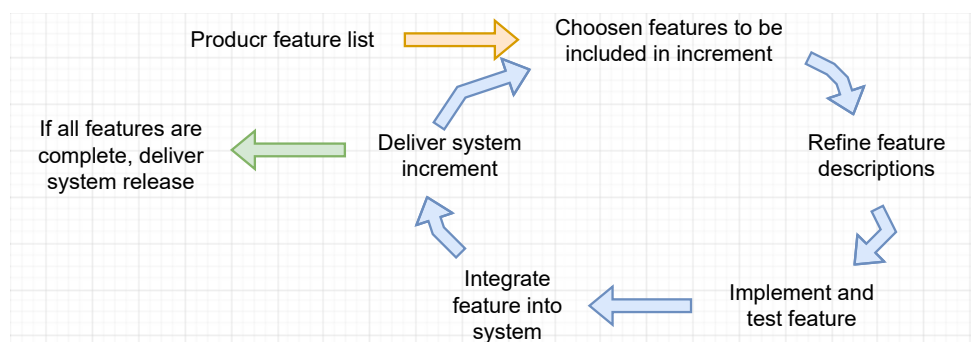 Producr feature list
Choosen features to be
included in increment
Refine feature
descriptions
Implement and
test feature
Integrate
feature into
system
Deliver system
increment
If all features are
complete, deliver
system release